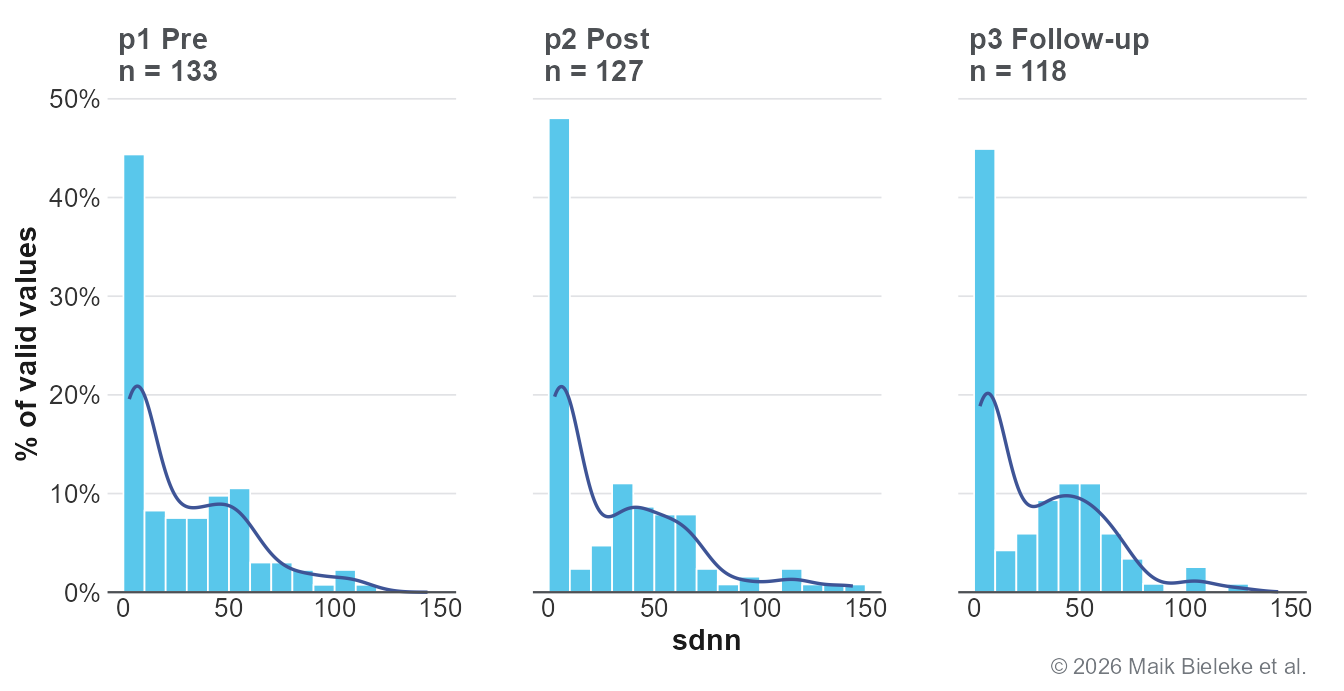 p1 Pre
n = 133
p2 Post
n = 127
p3 Follow-up
n = 118
% of valid values
50%
40%
30%
20%
10%
0%
0 50 100 150
0 50 100 150
0 50 100 150
sdnn
© 2026 Maik Bieleke et al.